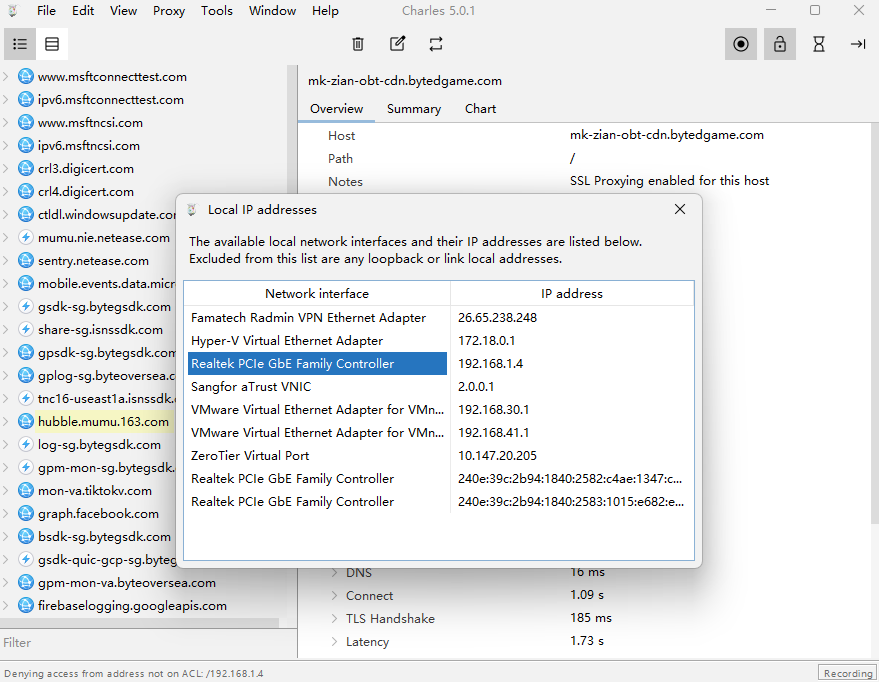 File Edit View Proxy Tools Window Help Charles 5.0.1
www.msftconnecttest.com
ipv6.msftconnecttest.com
www.msftncsi.com
ipv6.msftncsi.com
crl3.digicert.com
crl4.digicert.com
ctldl.windowsupdate.cor
mumu.nie.netease.com
sentry.netease.com
mobile.events.data.micr
gsdk-sg.bytegsdk.com
share-sg.isnssdk.com
gpsdk-sg.bytegsdk.com
gplog-sg.byteoversea.c
tnc16-useast1a.isnssdk.
hubble.mumu.163.com
log-sg.bytegsdk.com
gpm-mon-sg.bytegsdk.
mon-va.tiktokv.com
graph.facebook.com
bsdk-sg.bytegsdk.com
gsdk-quic-gcp-sg.byteg
gpm-mon-va.byteoversea.com
firebaselogging.googleapis.com
Filter
mk-zian-obt-cdn.bytedgame.com
Overview Summary Chart
Host mk-zian-obt-cdn.bytedgame.com
Path /
Notes SSL Proxying enabled for this host
Local IP addresses
The available local network interfaces and their IP addresses are listed below.
Excluded from this list are any loopback or link local addresses.
Network interface IP address
Famatech Radmin VPN Ethernet Adapter 26.65.238.248
Hyper-V Virtual Ethernet Adapter 172.18.0.1
Realtek PCIe GbE Family Controller 192.168.1.4
Sangfor aTrust VNIC 2.0.0.1
VMware Virtual Ethernet Adapter for VMn... 192.168.30.1
VMware Virtual Ethernet Adapter for VMn... 192.168.41.1
ZeroTier Virtual Port 10.147.20.205
Realtek PCIe GbE Family Controller 240e:39c:2b94:1840:2582:c4ae:1347:c...
Realtek PCIe GbE Family Controller 240e:39c:2b94:1840:2583:1015:e682:e...
DNS 16 ms
Connect 1.09 s
TLS Handshake 185 ms
Latency 1.73 s
Denying access from address not on ACL: /192.168.1.4 Recording